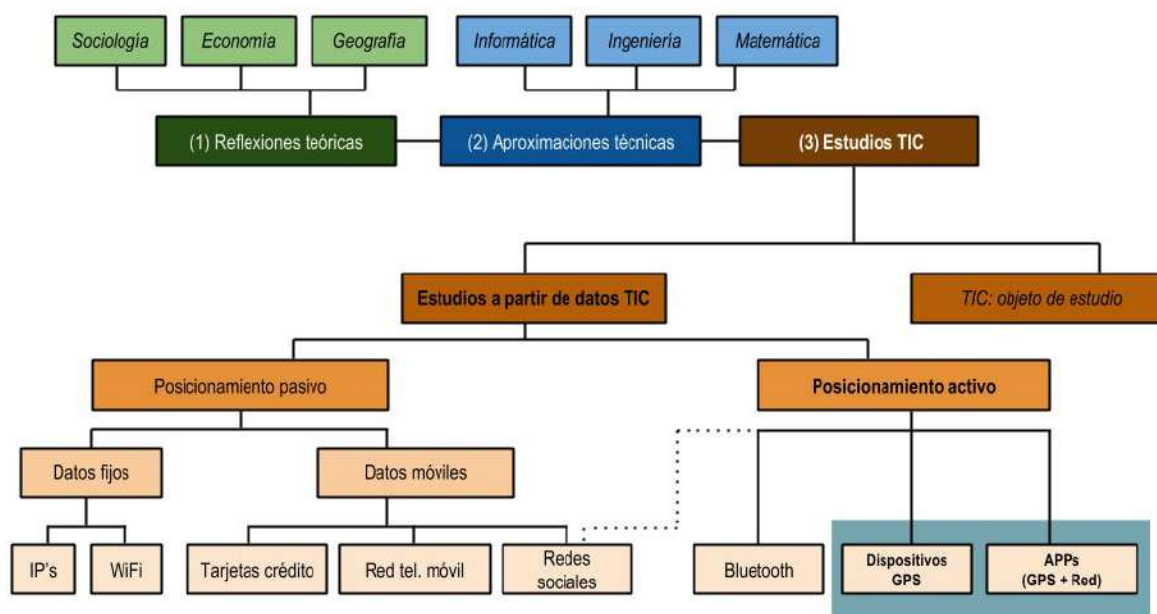 Sociología
Economía
Geografía
Informática
Ingeniería
Matemática
(1) Reflexiones teóricas
(2) Aproximaciones técnicas
(3) Estudios TIC
Estudios a partir de datos TIC
TIC: objeto de estudio
Posicionamiento pasivo
Posicionamiento activo
Datos fijos
Datos móviles
IP's
WiFi
Tarjetas crédito
Red tel. móvil
Redes
sociales
Bluetooth
Dispositivos
GPS
APPs
(GPS + Red)